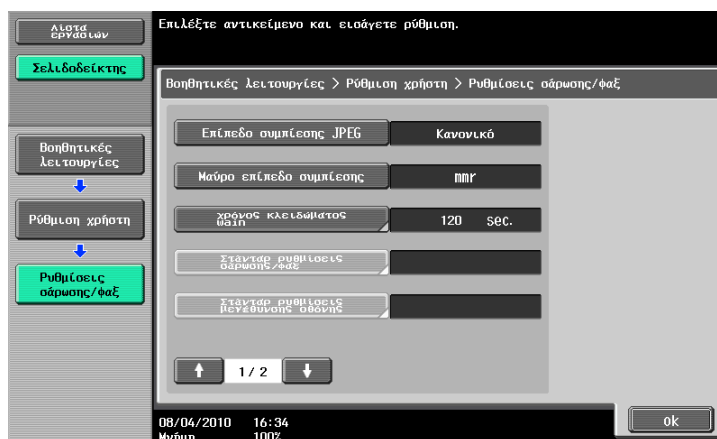 Λίστα
εργασιών
Επιλέξτε αντικείμενο και εισάγετε ρύθμιση.
Σελιδοδείκτης
Βοηθητικές λειτουργίες > Ρύθμιση χρήστη > Ρυθμίσεις σάρωσης/φαξ
Βοηθητικές
λειτουργίες
Ρύθμιση χρήστη
Ρυθμίσεις
σάρωσης/φαξ
Επίπεδο συμπίεσης JPEG Κανονικό
Μαύρο επίπεδο συμπίεσης mmr
χρόνος κλειδώματος
wain
120 sec.
Στάνταρ ρυθμίσεις
σάρωσης/φαξ
Στάνταρ ρυθμίσεις
μεγέθυνσης οθόνης
1/ 2
08/04/2010 16:34
Μνήμη 100%
ok